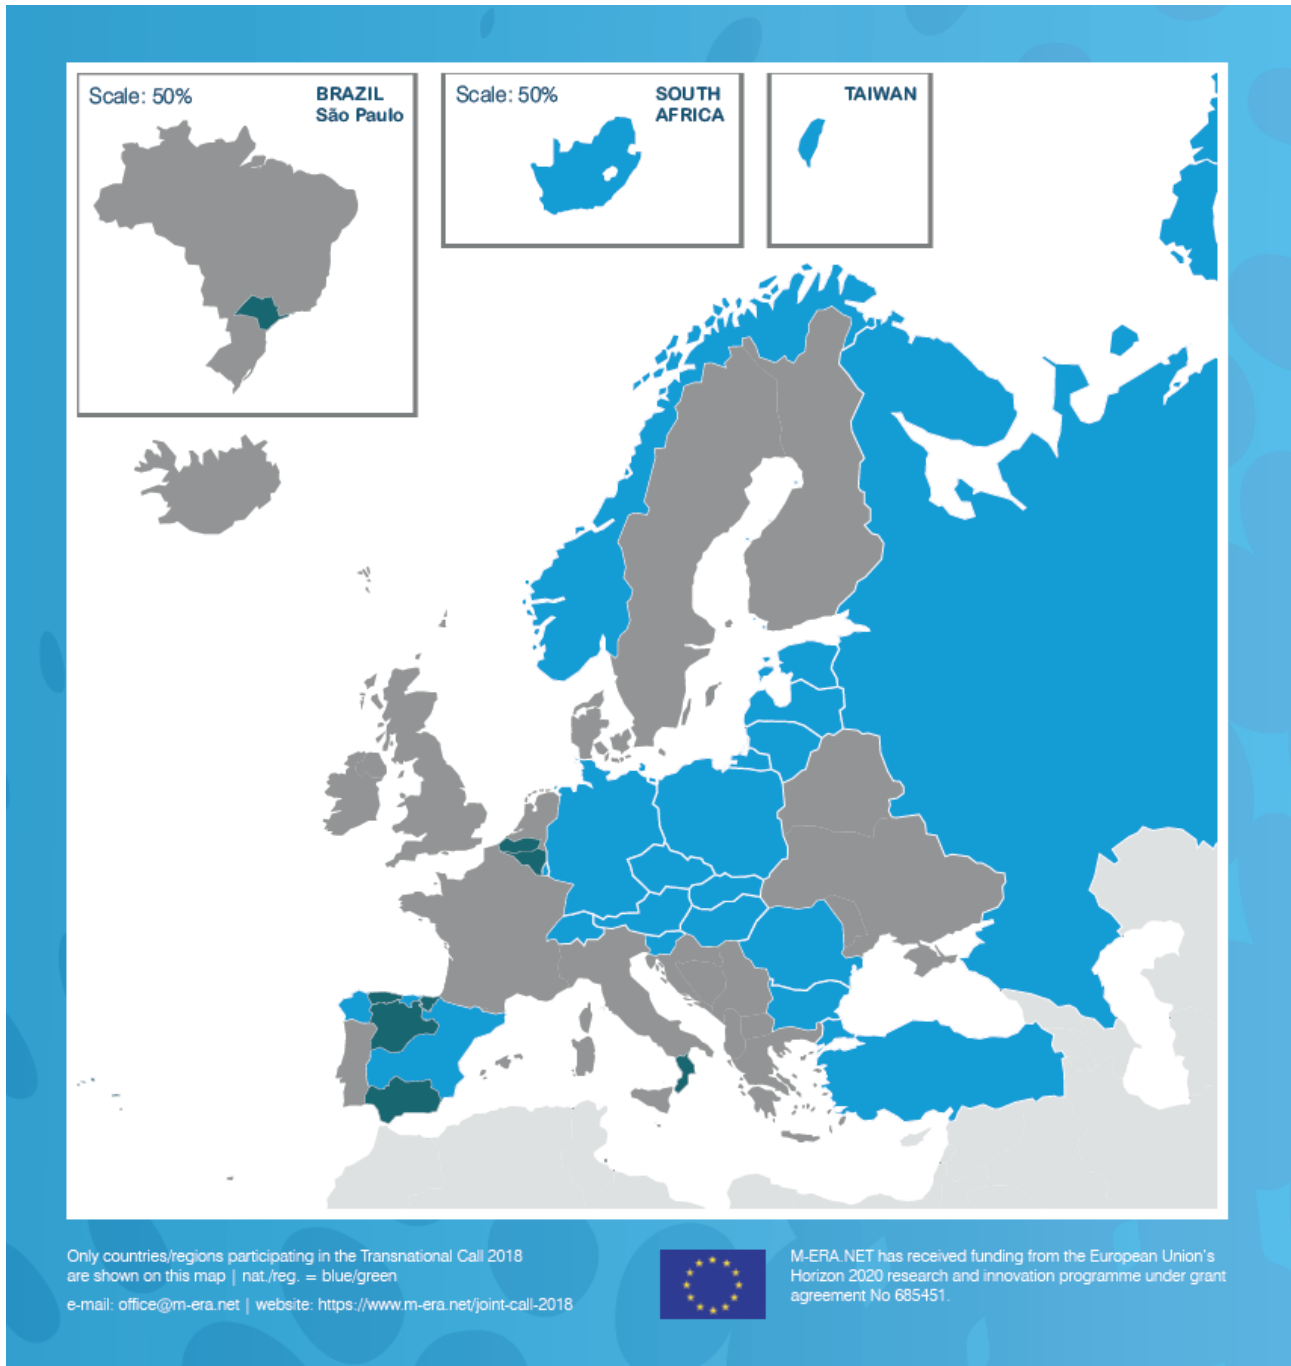 Scale: 50%
BRAZIL
São Paulo
Scale: 50%
SOUTH
AFRICA
TAIWAN
Only countries/regions participating in the Transnational Call 2018
are shown on this map | nat./reg. = blue/green
e-mail: office@m-era.net | website: https://www.m-era.net/joint-call-2018
M-ERA.NET has received funding from the European Union's
Horizon 2020 research and innovation programme under grant
agreement No 685451.